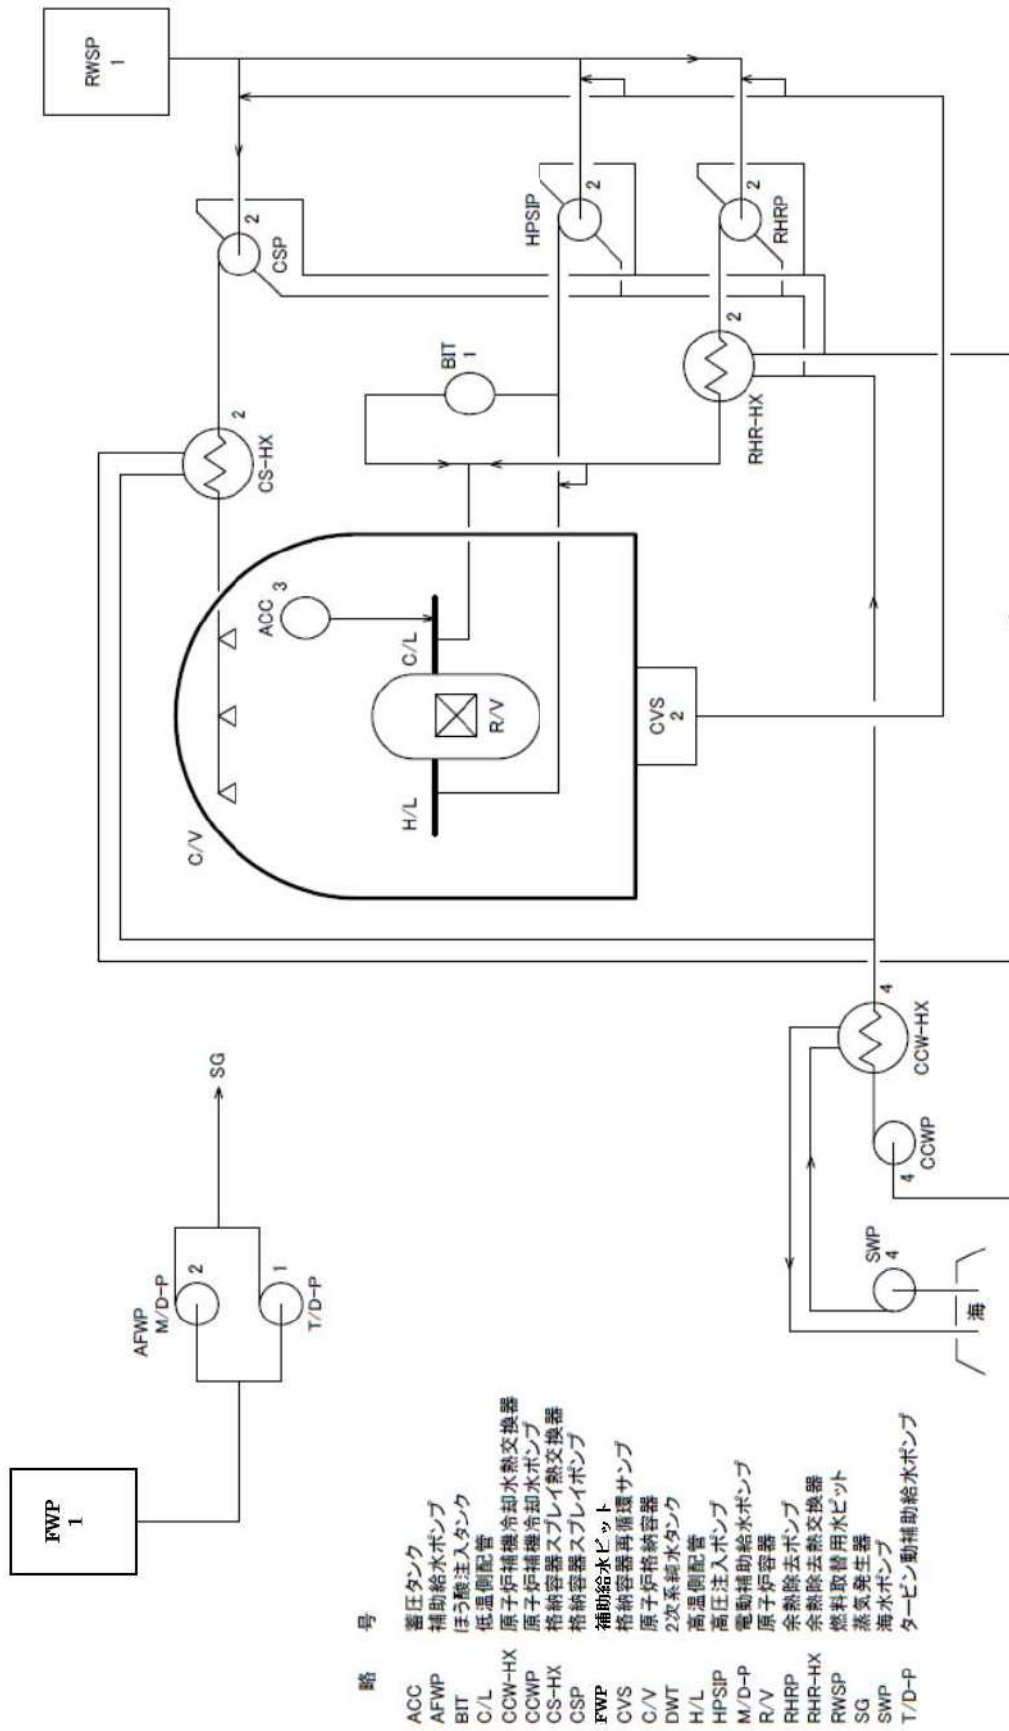 RWSP
1
2
CSP
HPSIP
2
2
RHRP
BIT
1
2
RHR-HX
2
CS-HX
ACC 3
C/L
R/V
H/L
C/V
CVS
2
4
CCW-HX
CCWP
4
SWP
4
海
SG
AFWP
M/D-P
2
1
T/D-P
FWP
1
略 号
ACC 蓄圧タンク
AFWP 補助給水ポンプ
BIT ほう酸注入タンク
C/L 低温側配管
CCW-HX 原子炉補機冷却水熱交換器
CCWP 原子炉補機冷却水ポンプ
CS-HX 格納容器スプレイ熱交換器
CSP 格納容器スプレイポンプ
FWP 補助給水ピット
CVS 格納容器再循環サンプ
C/V 原子炉格納容器
DWT 2次系純水タンク
H/L 高温側配管
HPSIP 高圧注入ポンプ
M/D-P 電動補助給水ポンプ
R/V 原子炉容器
RHRP 余熱除去ポンプ
RHR-HX 余熱除去熱交換器
RWSP 燃料取替用水ピット
SG 蒸気発生器
SWP 海水ポンプ
T/D-P タービン動補助給水ポンプ